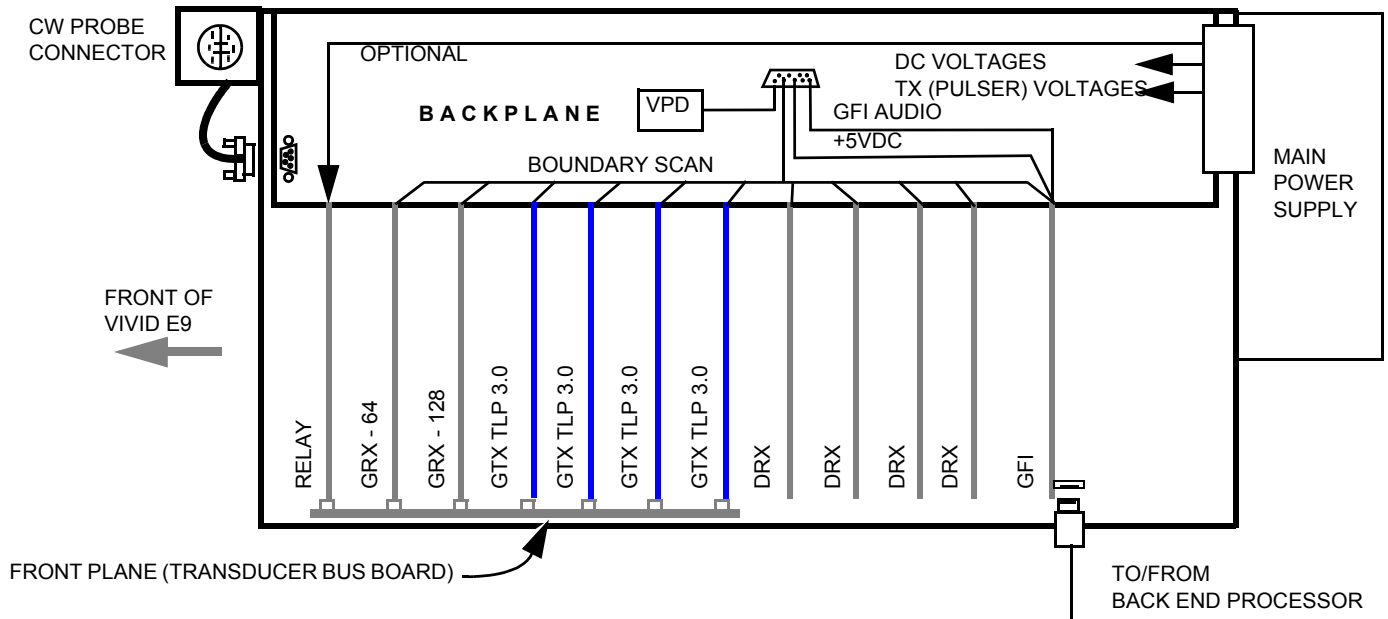 CW PROBE
CONNECTOR
OPTIONAL
DC VOLTAGES
TX (PULSER) VOLTAGES
BACKPLANE
VPD
GFI AUDIO
+5VDC
BOUNDARY SCAN
MAIN
POWER
SUPPLY
FRONT OF
VIVID E9
RELAY
GRX - 64
GRX - 128
GTX TLP 3.0
GTX TLP 3.0
GTX TLP 3.0
GTX TLP 3.0
DRX
DRX
DRX
DRX
GFI
FRONT PLANE (TRANSDUCER BUS BOARD)
TO/FROM
BACK END PROCESSOR